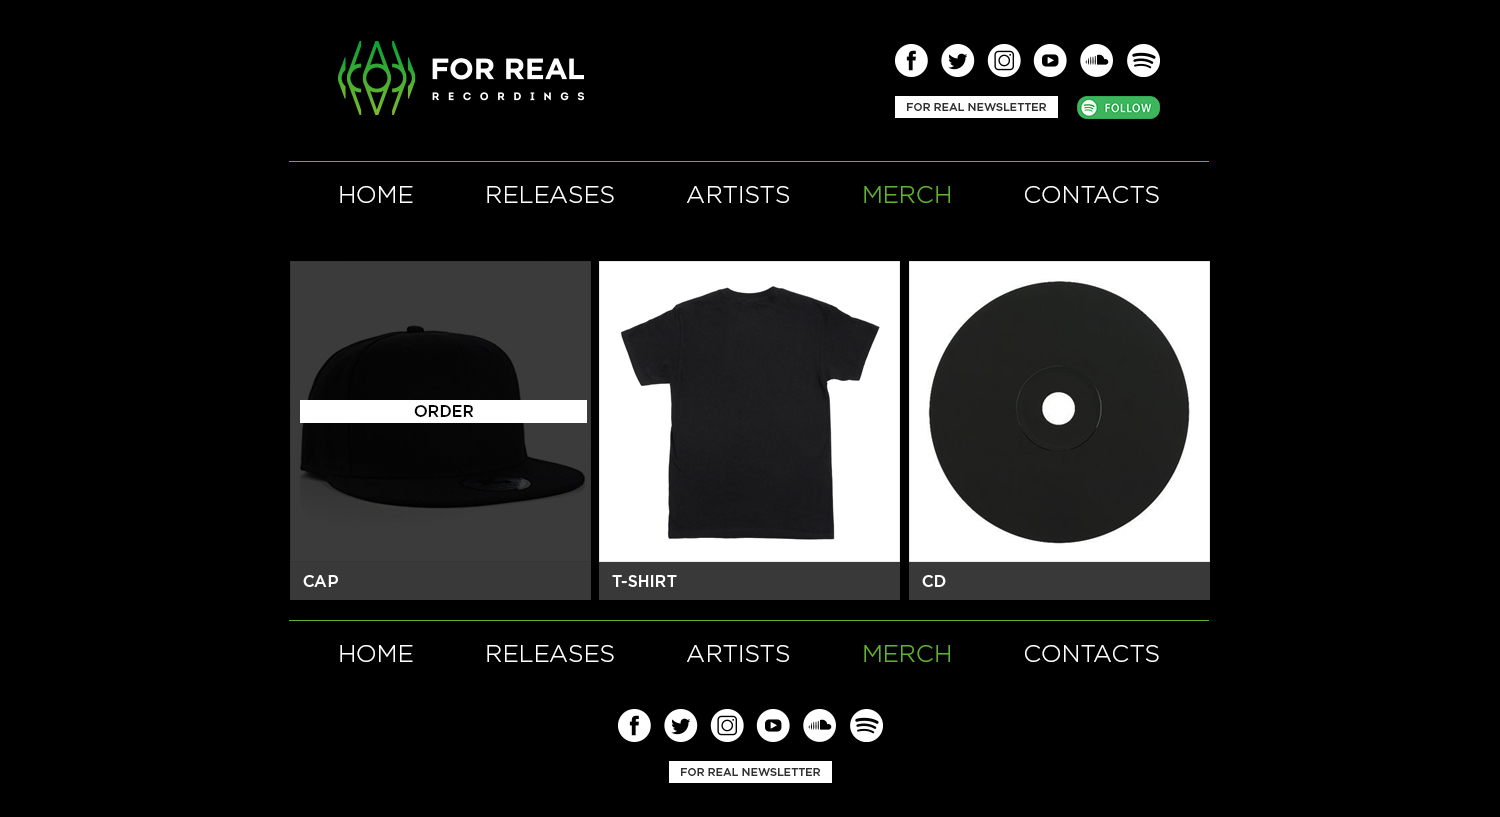 FOR REAL
RECORDINGS
FOR REAL NEWSLETTER
FOLLOW
HOME RELEASES ARTISTS MERCH CONTACTS
ORDER
CAP T-SHIRT CD
HOME RELEASES ARTISTS MERCH CONTACTS
FOR REAL NEWSLETTER